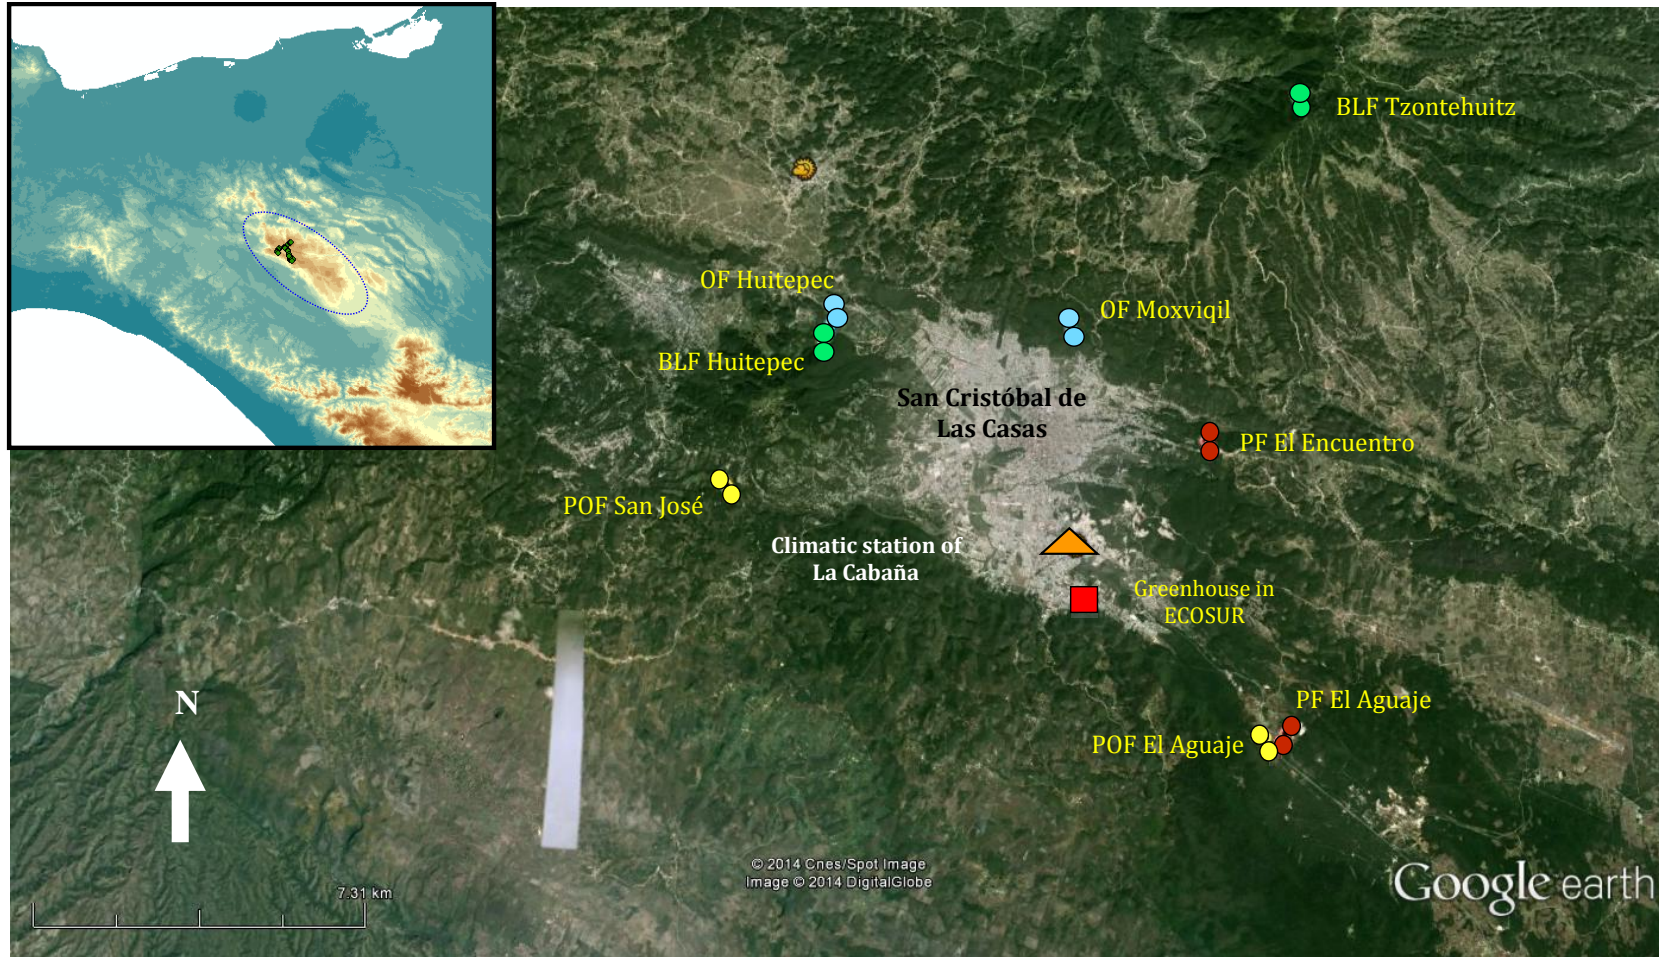 BLF Tzontehuitz
OF Huitepec
OF Moxviqil
BLF Huitepec
San Cristóbal de
Las Casas
PF El Encuentro
POF San José
Climatic station of
La Cabaña
Greenhouse in
ECOSUR
N
PF El Aguaje
POF El Aguaje
© 2014 Cnes/Spot Image
Image © 2014 DigitalGlobe
7.31 km
Google earth